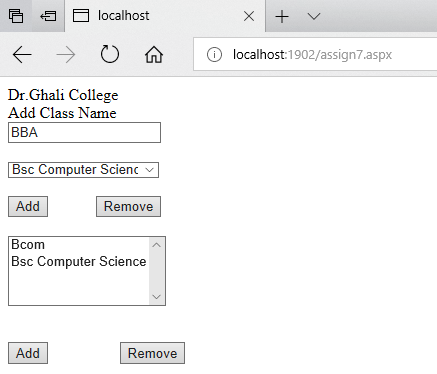 localhost
localhost:1902/assign7.aspx
Dr.Ghali College
Add Class Name
BBA
Bsc Computer Scienc
Add Remove
Bcom
Bsc Computer Science
Add Remove